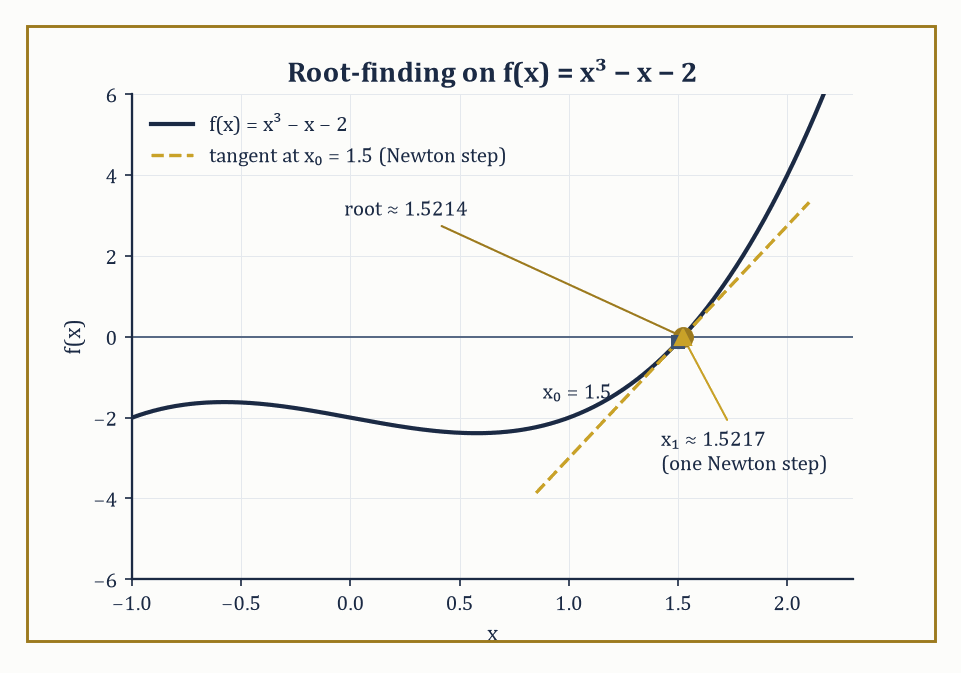 Root-finding on f(x) = x³ − x − 2
f(x) = x³ − x − 2
tangent at x₀ = 1.5 (Newton step)
root ≈ 1.5214
x₀ = 1.5
x₁ ≈ 1.5217
(one Newton step)
f(x)
6
4
2
0
−2
−4
−6
−1.0 −0.5 0.0 0.5 1.0 1.5 2.0
x